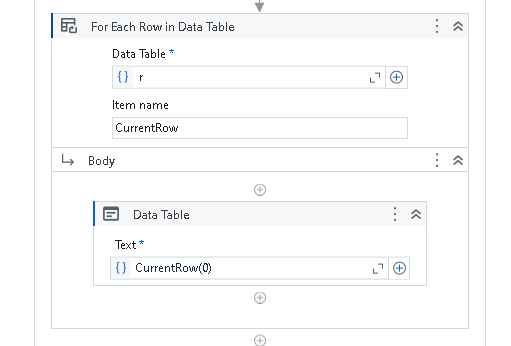 For Each Row in Data Table
Data Table *
{} r
Item name
CurrentRow
Body
Data Table
Text *
{} CurrentRow(0)